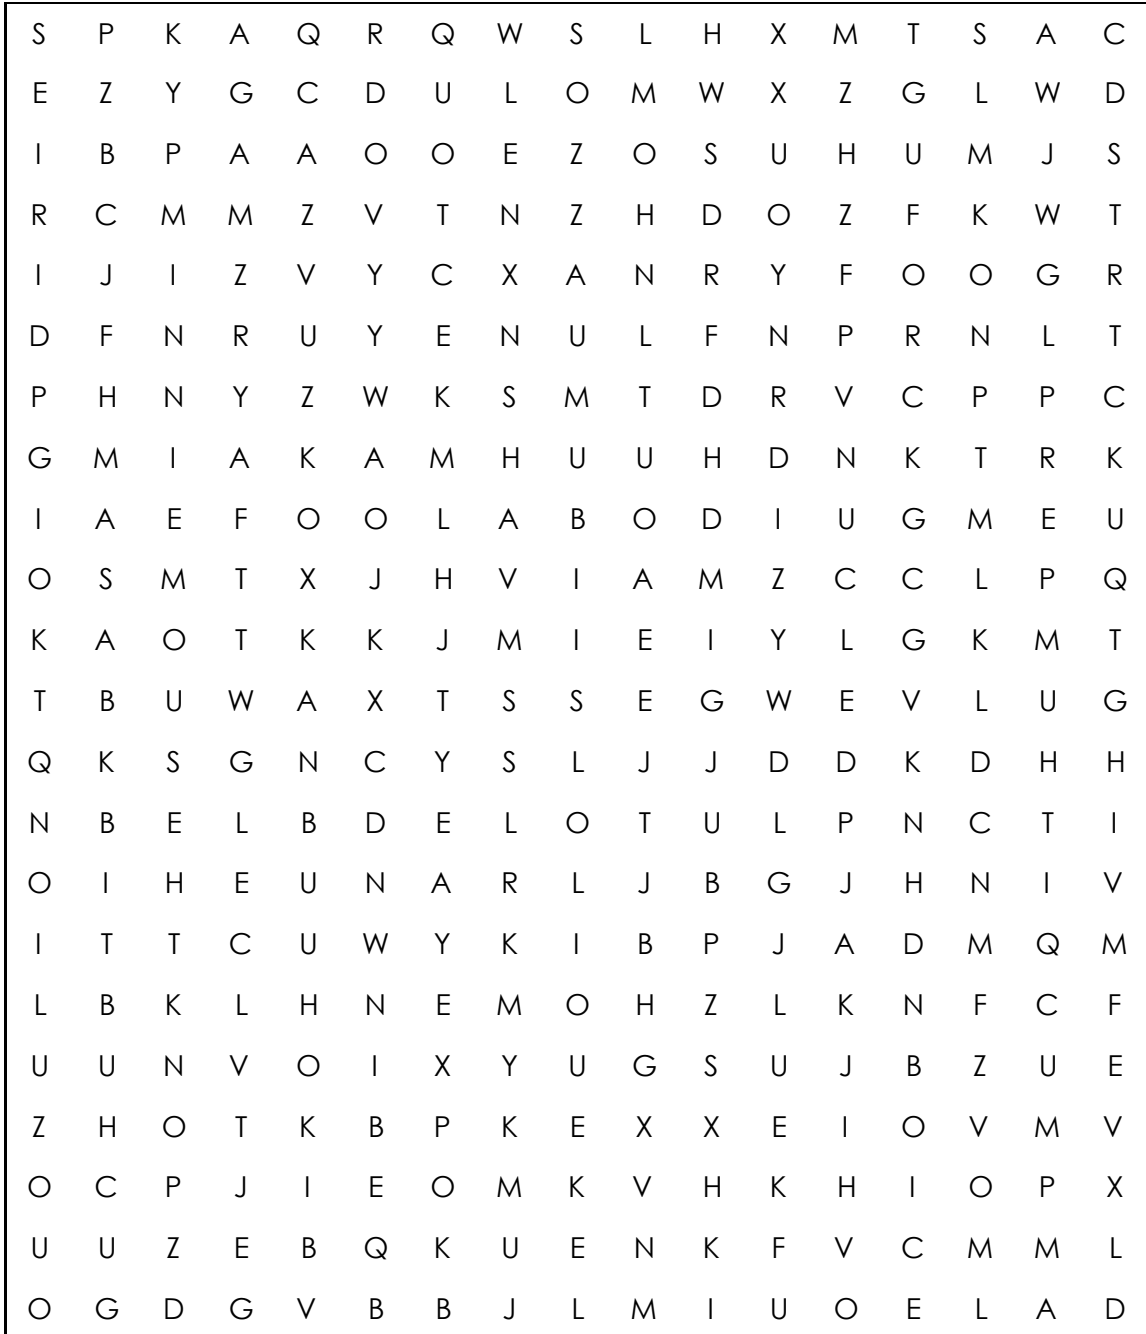 S P K A Q R Q W S L H X M T S A C
E Z Y G C D U L O M W X Z G L W D
I B P A A O O E Z O S U H U M J S
R C M M Z V T N Z H D O Z F K W T
I J I Z V Y C X A N R Y F O O G R
D F N R U Y E N U L F N P R N L T
P H N Y Z W K S M T D R V C P P C
G M I A K A M H U U H D N K T R K
I A E F O O L A B O D I U G M E U
O S M T X J H V I A M Z C C L P Q
K A O T K K J M I E I Y L G K M T
T B U W A X T S S E G W E V L U G
Q K S G N C Y S L J J D D K D H H
N B E L B D E L O T U L P N C T I
O I H E U N A R L J B G J H N I V
I T T C U W Y K I B P J A D M Q M
L B K L H N E M O H Z L K N F C F
U U N V O I X Y U G S U J B Z U E
Z H O T K B P K E X X E I O V M V
O C P J I E O M K V H K H I O P X
U U Z E B Q K U E N K F V C M M L
O G D G V B B J L M I U O E L A D